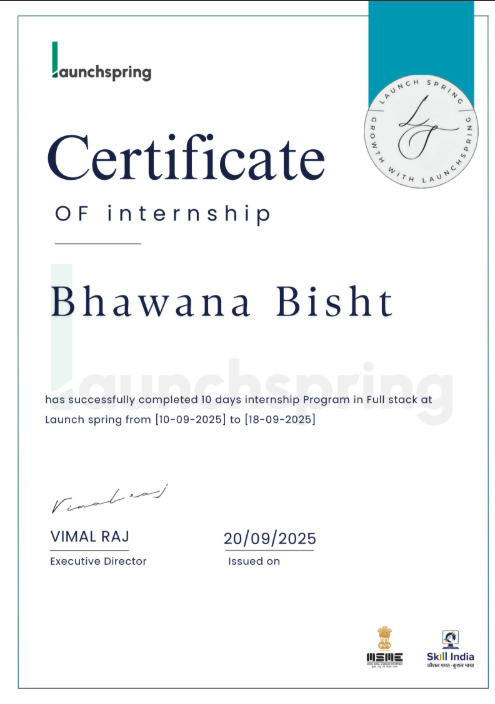 launchspring
LAUNCH SPRING
GROWTH WITH LAUNCHSPRING
LS
Certificate
OF internship
Bhawana Bisht
launchspring
has successfully completed 10 days internship Program in Full stack at
Launch spring from [10-09-2025] to [18-09-2025]
Vimal raj
VIMAL RAJ
20/09/2025
Executive Director
Issued on
MSME
Skill India
कौशल भारत - कुशल भारत